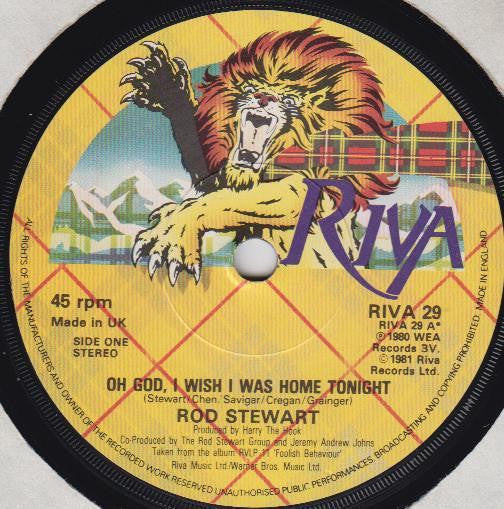 RIVA
45 rpm
Made in UK
SIDE ONE
STEREO
RIVA 29
RIVA 29 A*
℗ 1980 WEA
Records 3V.
© 1981 Riva
Records Ltd.
OH GOD, I WISH I WAS HOME TONIGHT
(Stewart/Chen/Savigar/Cregan/Grainger)
ROD STEWART
Produced by Harry The Hook
Co-Produced by The Rod Stewart Group and Jeremy Andrew Johns
Taken from the album RVLP 11 'Foolish Behaviour'
Riva Music Ltd/Warner Bros. Music Ltd.
ALL RIGHTS OF THE MANUFACTURERS AND OWNER OF THE RECORDED WORK RESERVED UNAUTHORISED PUBLIC PERFORMANCES, BROADCASTING AND COPYING PROHIBITED MADE IN ENGLAND